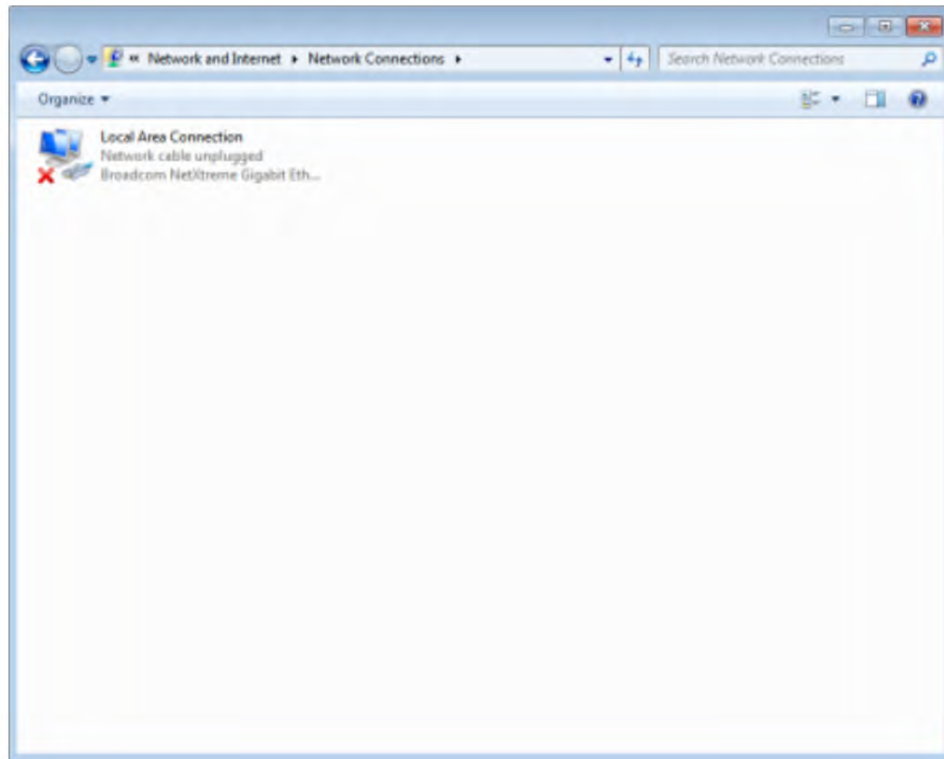 « Network and Internet ▸ Network Connections ▸ Search Network Connections
Organize ▾
Local Area Connection
Network cable unplugged
Broadcom NetXtreme Gigabit Eth...